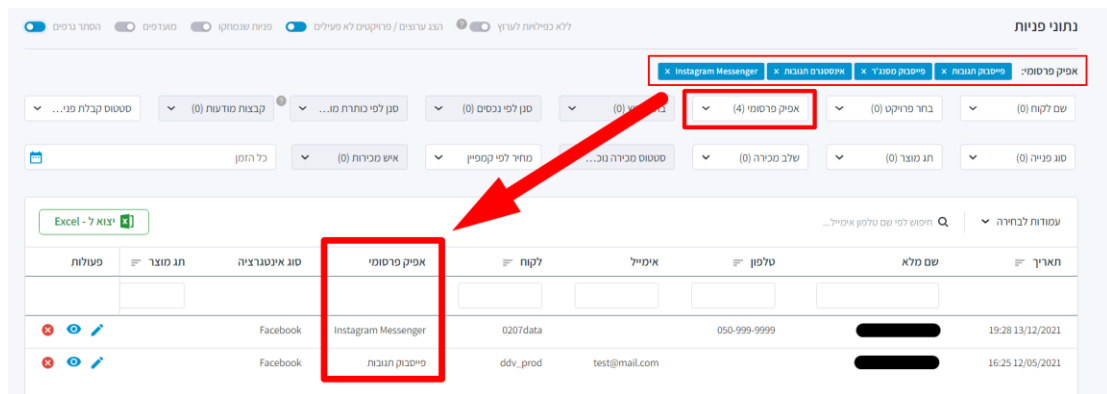 נתוני פניות
ללא כפילויות לערוץ
הצג ערוצים / פרויקטים לא פעילים
פניות שנמחקו
מועדפים
הסתר גרפים
אפיק פרסומי: פייסבוק תגובות × פייסבוק מסנג'ר × אינסטגרם תגובות × Instagram Messenger ×
שם לקוח (0)
בחר פרויקט (0)
אפיק פרסומי (4)
(0)
סנן לפי נכסים (0)
סנן לפי כותרת מו...
קבצות מודעות (0)
סטטוס קבלת פני...
סוג פנייה (0)
תג מוצר (0)
שלב מכירה (0)
סטטוס מכירה נוכ...
מחיר לפי קמפיין
איש מכירות (0)
כל הזמן
עמודות לבחירה
חיפוש לפי שם טלפון אימייל...
יצוא ל - Excel
תאריך שם מלא טלפון אימייל לקוח אפיק פרסומי סוג אינטגרציה תג מוצר פעולות
19:28 13/12/2021 050-999-9999 0207data Instagram Messenger Facebook
16:25 12/05/2021 test@mail.com ddv_prod פייסבוק תגובות Facebook